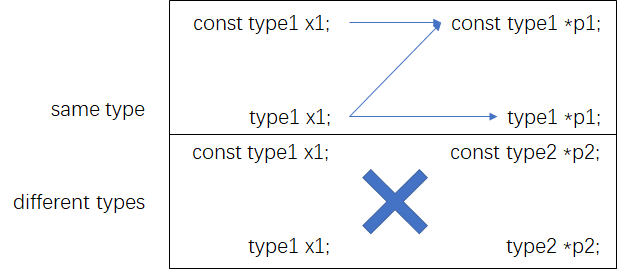 const type1 x1; const type1 *p1;
same type
type1 x1; type1 *p1;
const type1 x1; const type2 *p2;
different types
type1 x1; type2 *p2;